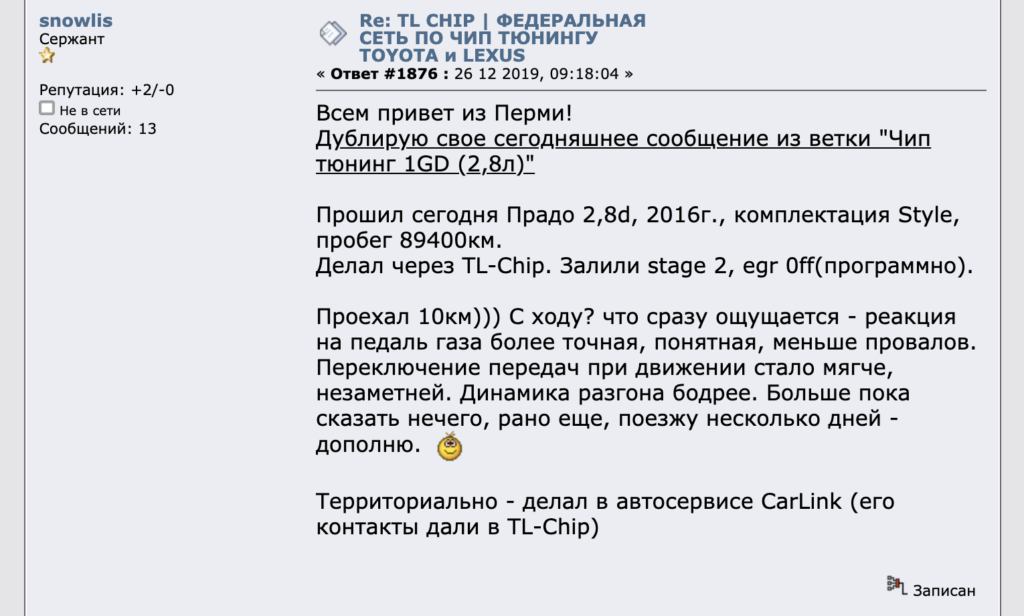 snowlis
Сержант
Репутация: +2/-0
Не в сети
Сообщений: 13
Re: TL CHIP | ФЕДЕРАЛЬНАЯ
СЕТЬ ПО ЧИП ТЮНИНГУ
TOYOTA и LEXUS
« Ответ #1876 : 26 12 2019, 09:18:04 »
Всем привет из Перми!
Дублирую свое сегодняшнее сообщение из ветки "Чип
тюнинг 1GD (2,8л)"
Прошил сегодня Прадо 2,8d, 2016г., комплектация Style,
пробег 89400км.
Делал через TL-Chip. Залили stage 2, egr 0ff(программно).
Проехал 10км))) С ходу? что сразу ощущается - реакция
на педаль газа более точная, понятная, меньше провалов.
Переключение передач при движении стало мягче,
незаметней. Динамика разгона бодрее. Больше пока
сказать нечего, рано еще, поезжу несколько дней -
дополню.
Территориально - делал в автосервисе CarLink (его
контакты дали в TL-Chip)
Записан